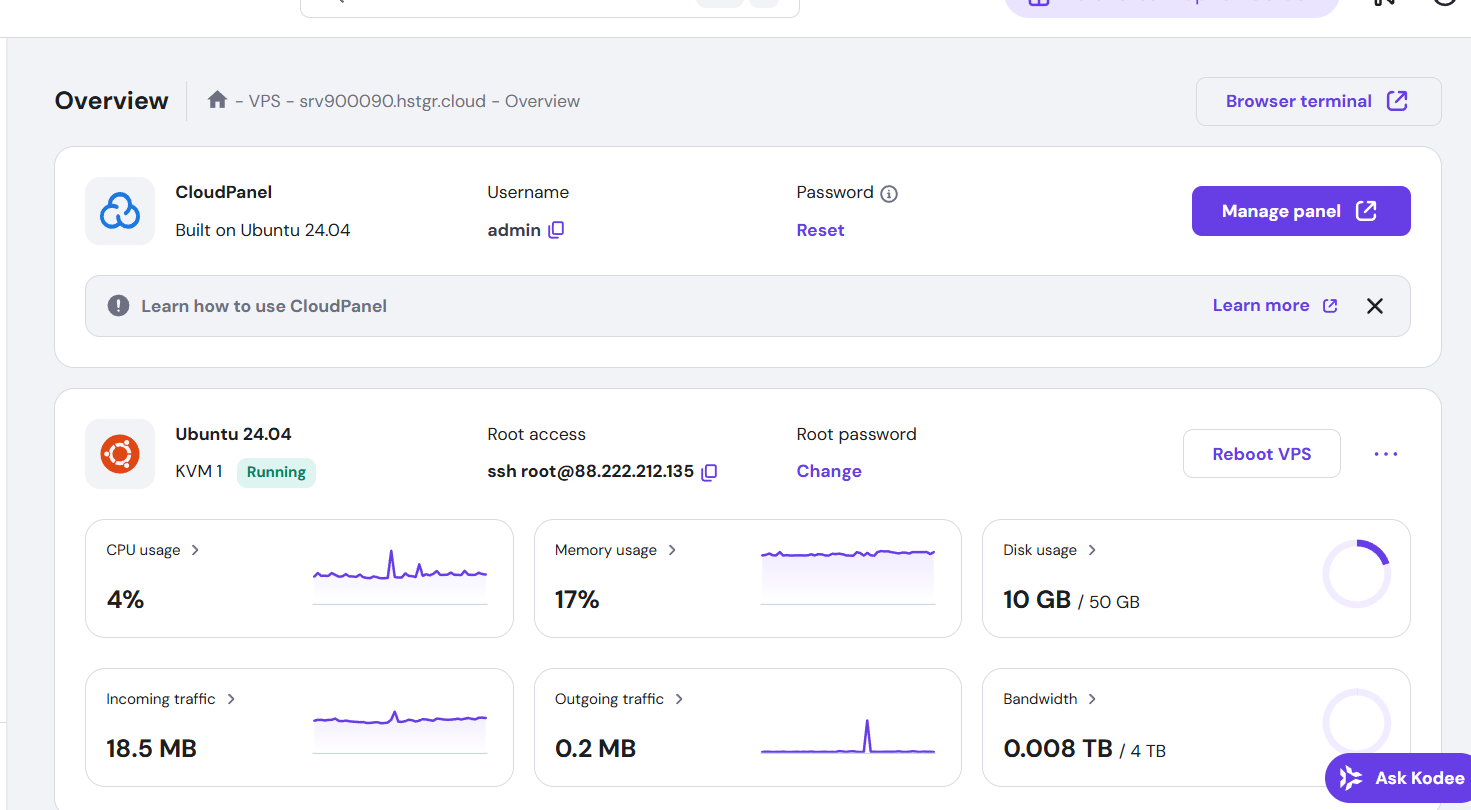 Overview
- VPS - srv900090.hstgr.cloud - Overview
Browser terminal
CloudPanel
Built on Ubuntu 24.04
Username
admin
Password
Reset
Manage panel
Learn how to use CloudPanel
Learn more
Ubuntu 24.04
KVM 1
Running
Root access
ssh root@88.222.212.135
Root password
Change
Reboot VPS
CPU usage
4%
Memory usage
17%
Disk usage
10 GB / 50 GB
Incoming traffic
18.5 MB
Outgoing traffic
0.2 MB
Bandwidth
0.008 TB / 4 TB
Ask Kodee